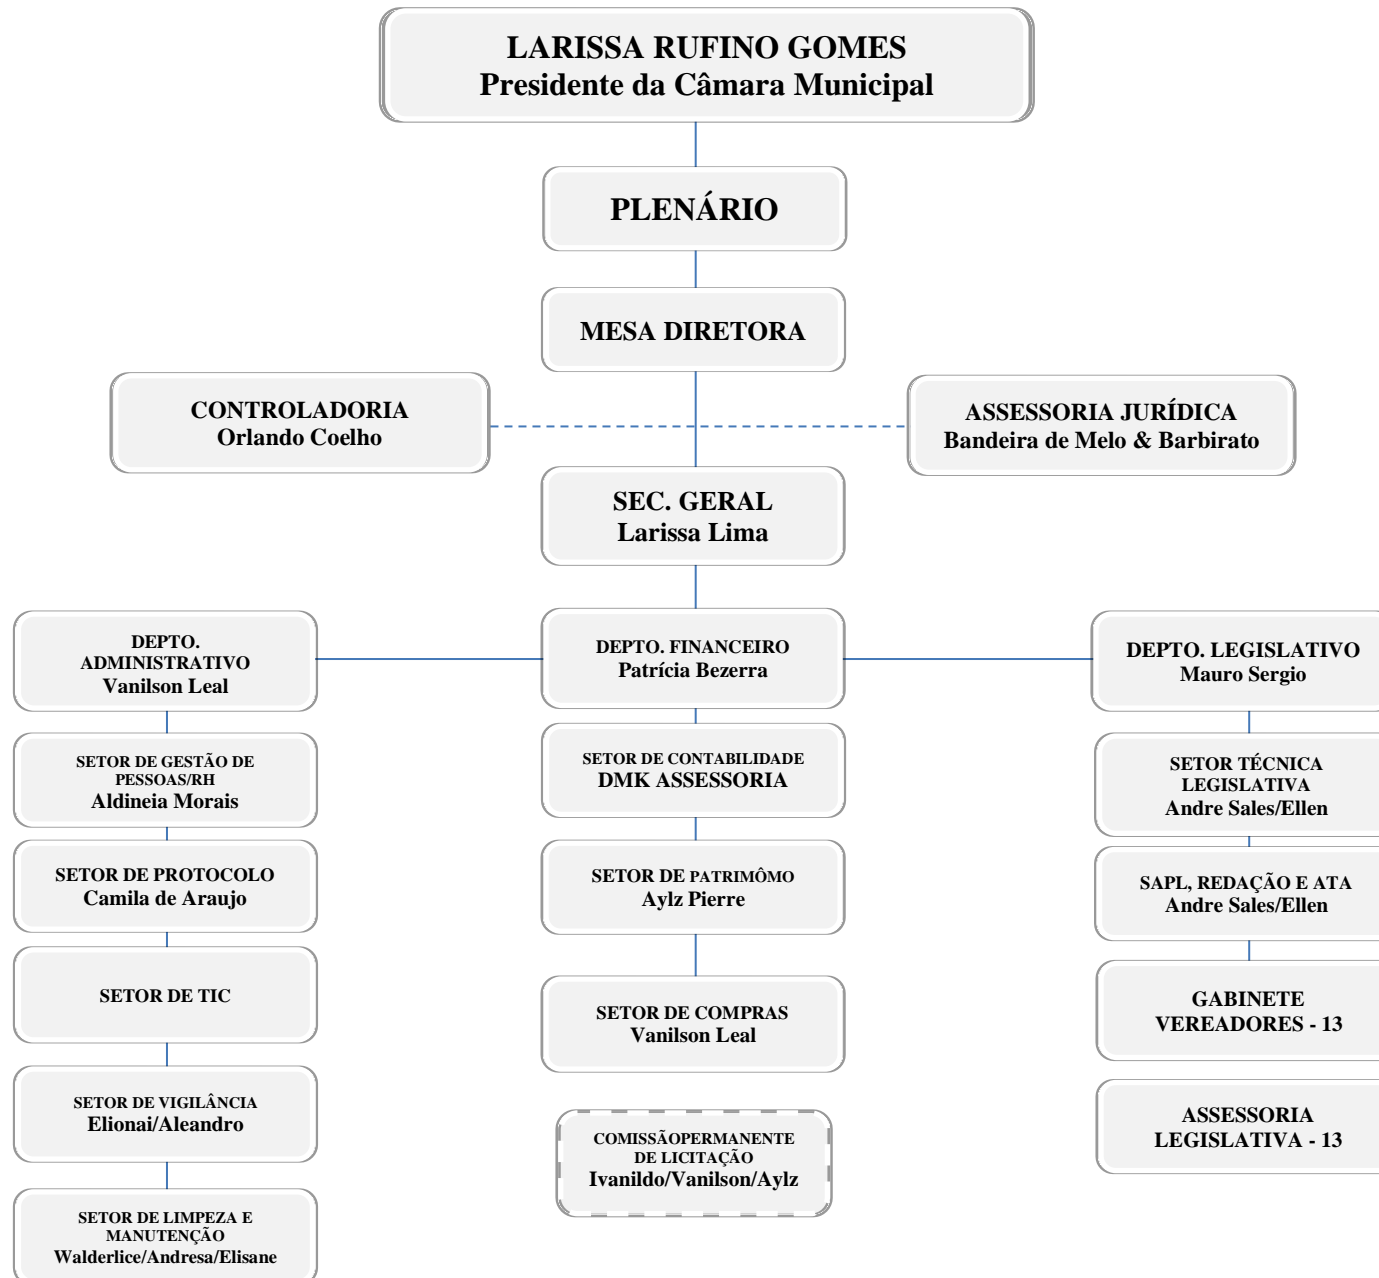 LARISSA RUFINO GOMES
Presidente da Câmara Municipal
PLENÁRIO
MESA DIRETORA
CONTROLADORIA
Orlando Coelho
ASSESSORIA JURÍDICA
Bandeira de Melo & Barbirato
SEC. GERAL
Larissa Lima
DEPTO.
ADMINISTRATIVO
Vanilson Leal
DEPTO. FINANCEIRO
Patrícia Bezerra
DEPTO. LEGISLATIVO
Mauro Sergio
SETOR DE GESTÃO DE
PESSOAS/RH
Aldineia Morais
SETOR DE CONTABILIDADE
DMK ASSESSORIA
SETOR TÉCNICA
LEGISLATIVA
Andre Sales/Ellen
SETOR DE PROTOCOLO
Camila de Araujo
SETOR DE PATRIMÔMO
Aylz Pierre
SAPL, REDAÇÃO E ATA
Andre Sales/Ellen
SETOR DE TIC
SETOR DE COMPRAS
Vanilson Leal
GABINETE
VEREADORES - 13
SETOR DE VIGILÂNCIA
Elionai/Aleandro
COMISSÃOPERMANENTE
DE LICITAÇÃO
Ivanildo/Vanilson/Aylz
ASSESSORIA
LEGISLATIVA - 13
SETOR DE LIMPEZA E
MANUTENÇÃO
Walderlice/Andresa/Elisane